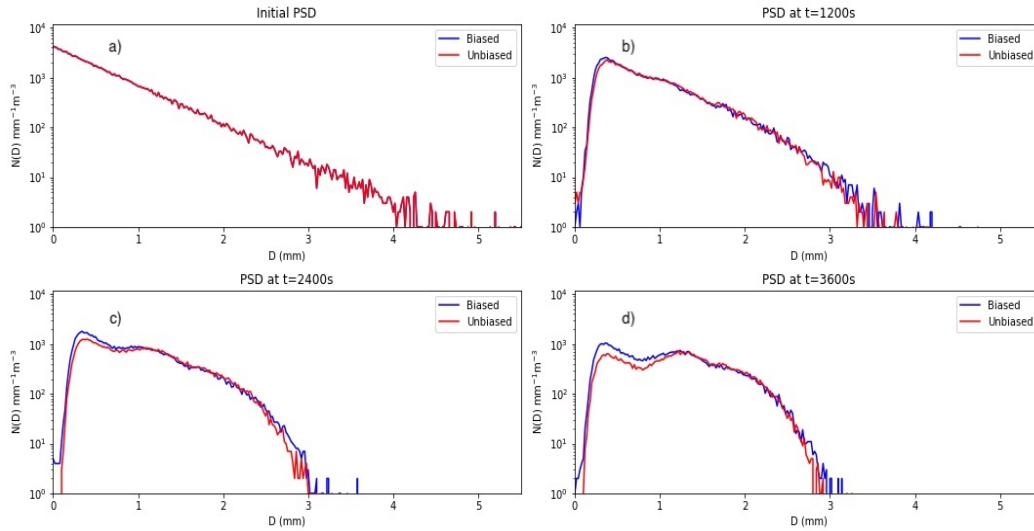 Initial PSD
PSD at t=1200s
10⁴
10³
10²
10¹
10⁰
N(D) mm⁻¹m⁻³
a)
Biased
Unbiased
0 1 2 3 4 5
D (mm)
10⁴
10³
10²
10¹
10⁰
N(D) mm⁻¹m⁻³
b)
Biased
Unbiased
0 1 2 3 4 5
D (mm)
PSD at t=2400s
PSD at t=3600s
10⁴
10³
10²
10¹
10⁰
N(D) mm⁻¹m⁻³
c)
Biased
Unbiased
0 1 2 3 4 5
D (mm)
10⁴
10³
10²
10¹
10⁰
N(D) mm⁻¹m⁻³
d)
Biased
Unbiased
0 1 2 3 4 5
D (mm)